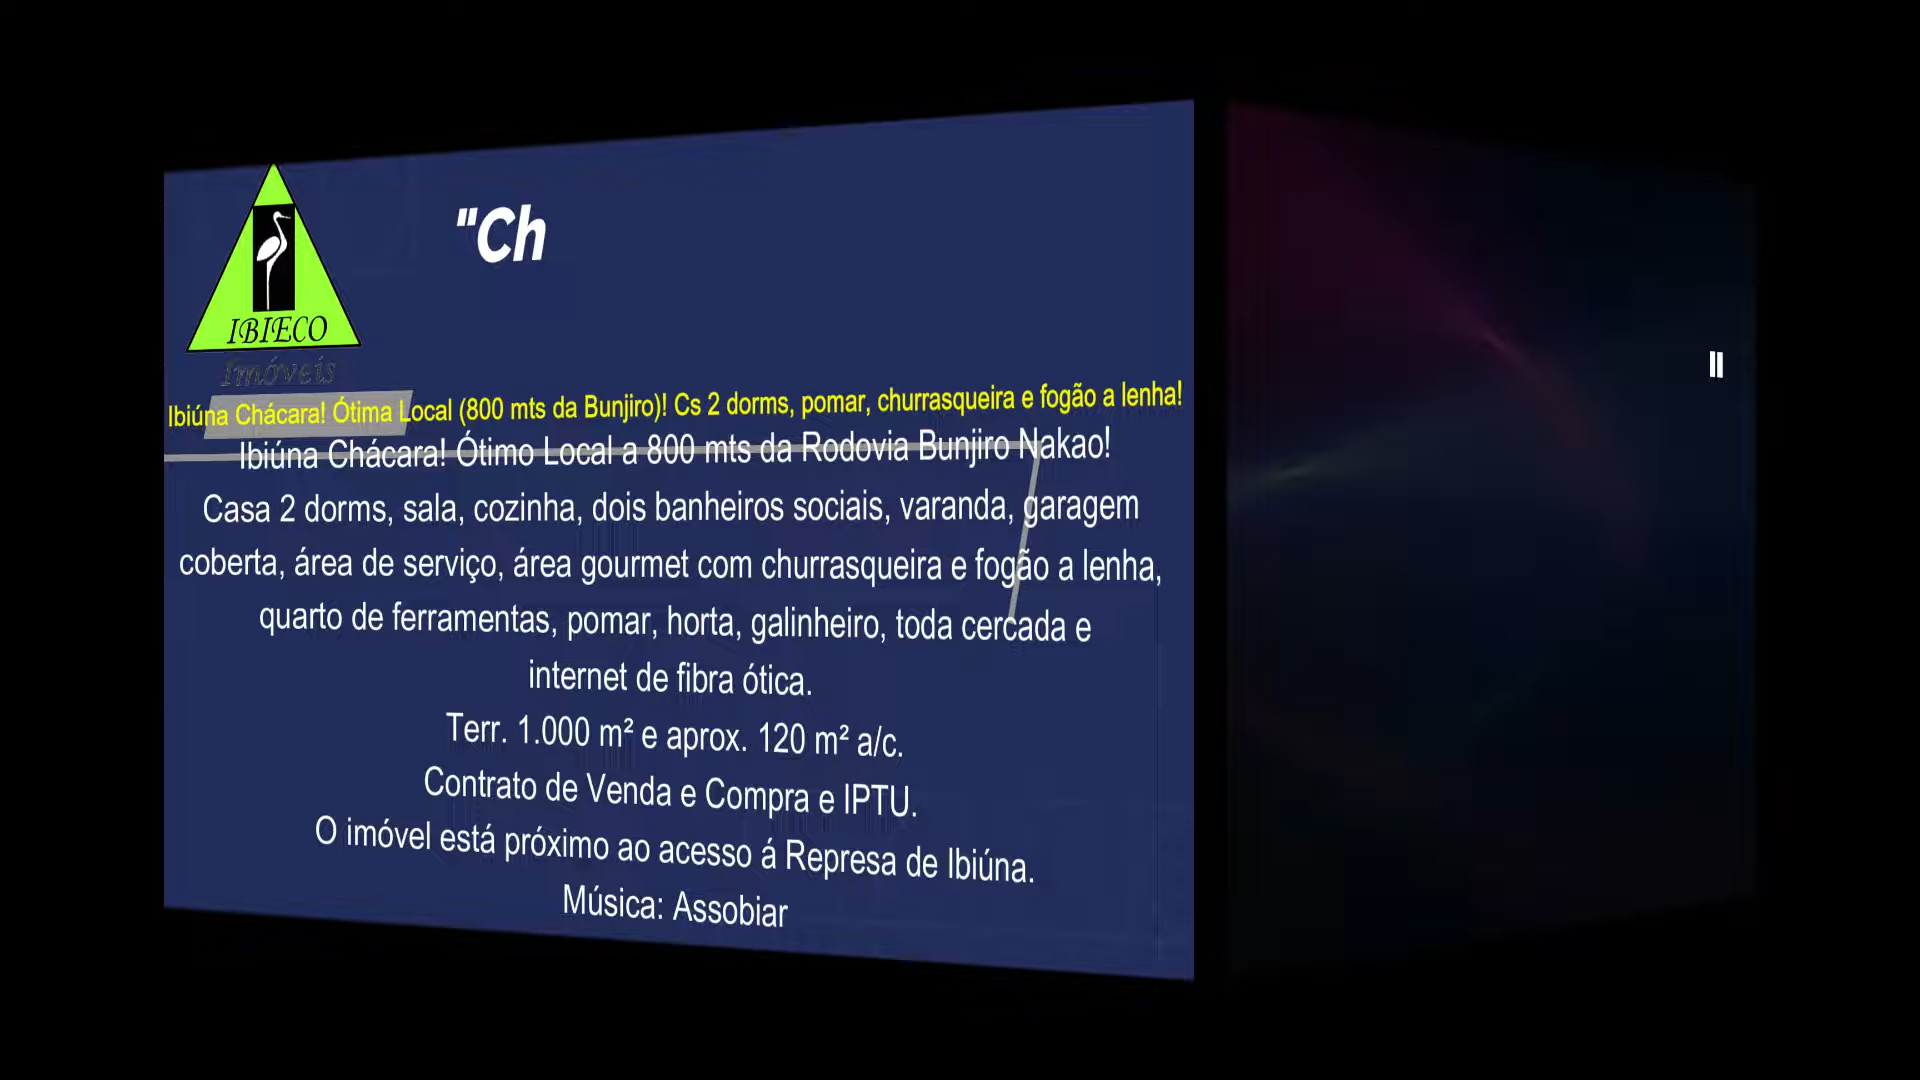 "Ch
IBIECO
Imóveis
Ibiúna Chácara! Ótima Local (800 mts da Bunjiro)! Cs 2 dorms, pomar, churrasqueira e fogão a lenha!
Ibiúna Chácara! Ótimo Local a 800 mts da Rodovia Bunjiro Nakao!
Casa 2 dorms, sala, cozinha, dois banheiros sociais, varanda, garagem
coberta, área de serviço, área gourmet com churrasqueira e fogão a lenha,
quarto de ferramentas, pomar, horta, galinheiro, toda cercada e
internet de fibra ótica.
Terr. 1.000 m² e aprox. 120 m² a/c.
Contrato de Venda e Compra e IPTU.
O imóvel está próximo ao acesso á Represa de Ibiúna.
Música: Assobiar